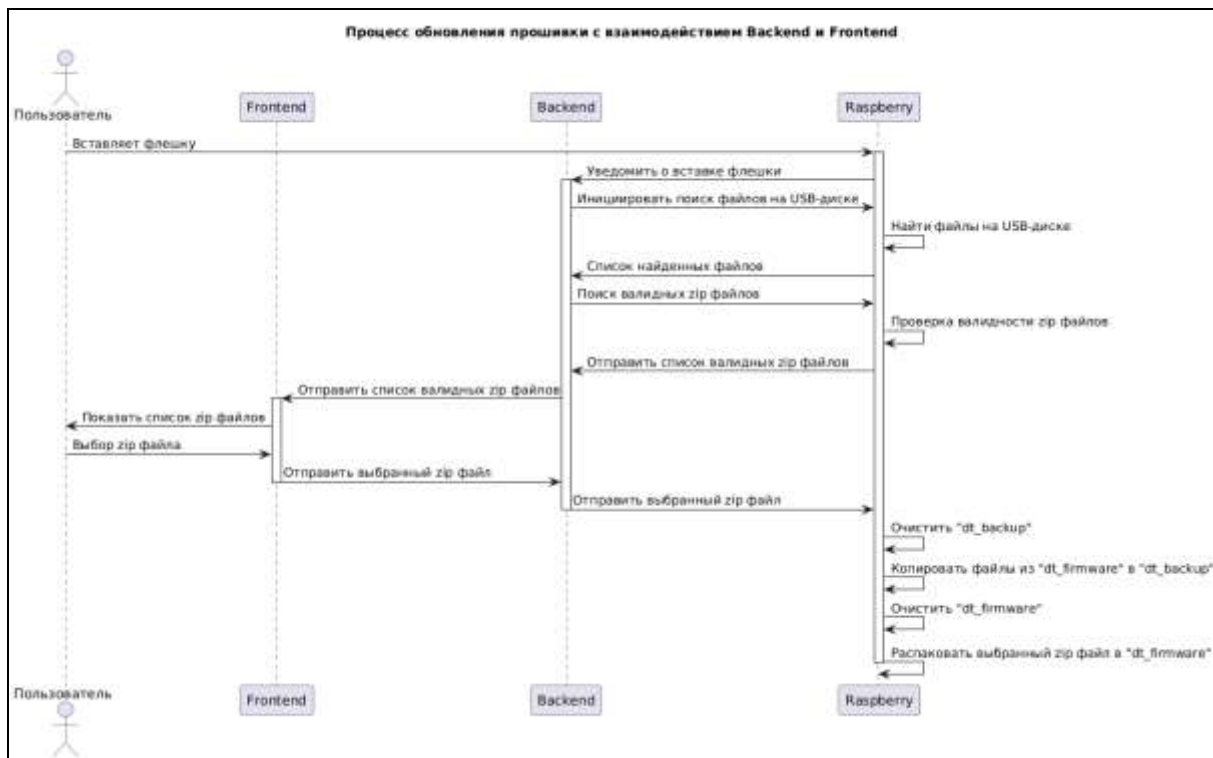 Процесс обновления прошивки с взаимодействием Backend и Frontend
Пользователь
Frontend
Backend
Raspberry
Вставляет флешку
Уведомить о вставке флешки
Инициировать поиск файлов на USB-диске
Найти файлы на USB-диске
Список найденных файлов
Поиск валидных zip файлов
Проверка валидности zip файлов
Отправить список валидных zip файлов
Отправить список валидных zip файлов
Показать список zip файлов
Выбор zip файла
Отправить выбранный zip файл
Отправить выбранный zip файл
Очистить "dt_backup"
Копировать файлы из "dt_firmware" в "dt_backup"
Очистить "dt_firmware"
Распаковать выбранный zip файл в "dt_firmware"
Пользователь
Frontend
Backend
Raspberry